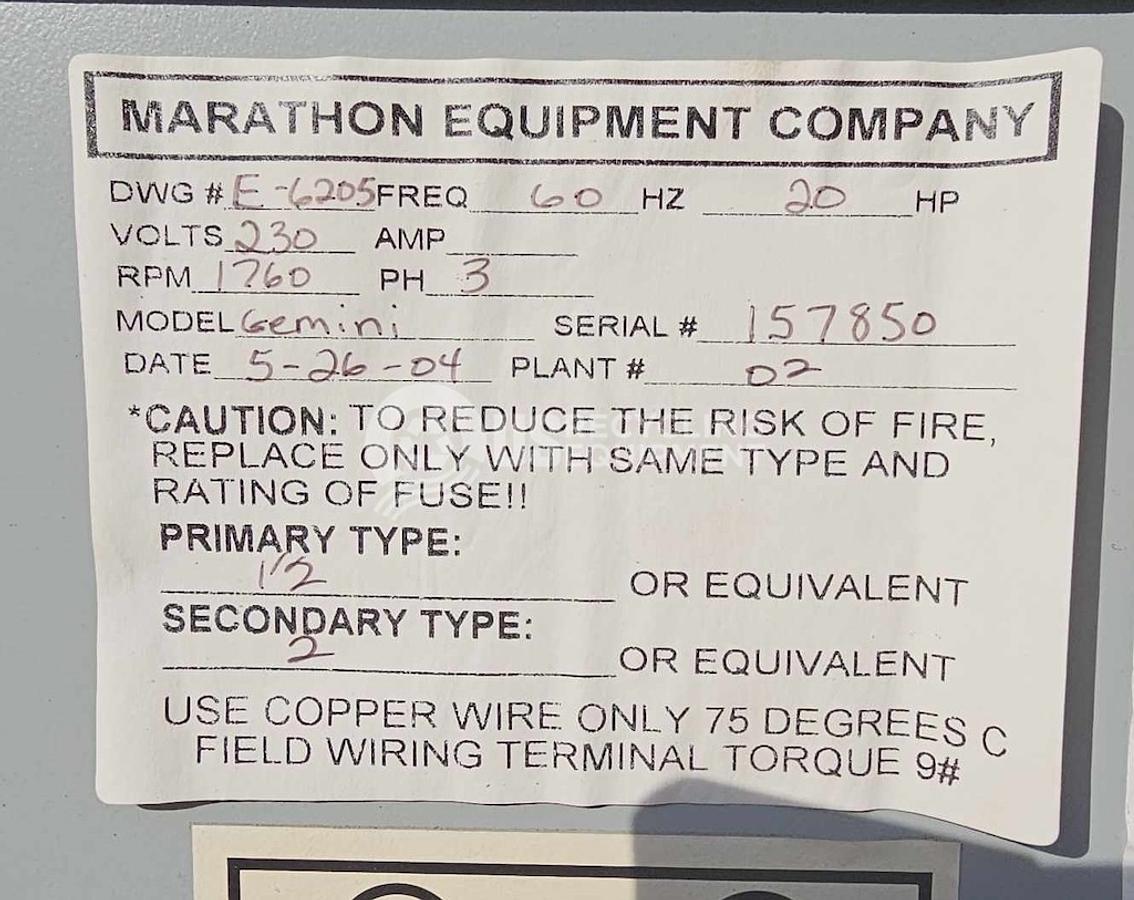 MARATHON EQUIPMENT COMPANY
DWG # E-6205 FREQ 60 HZ 20 HP
VOLTS 230 AMP
RPM 1760 PH 3
MODEL Gemini SERIAL # 157850
DATE 5-26-04 PLANT # 02
*CAUTION: TO REDUCE THE RISK OF FIRE,
REPLACE ONLY WITH SAME TYPE AND
RATING OF FUSE!!
PRIMARY TYPE:
1/2 OR EQUIVALENT
SECONDARY TYPE:
2 OR EQUIVALENT
USE COPPER WIRE ONLY 75 DEGREES C
FIELD WIRING TERMINAL TORQUE 9#